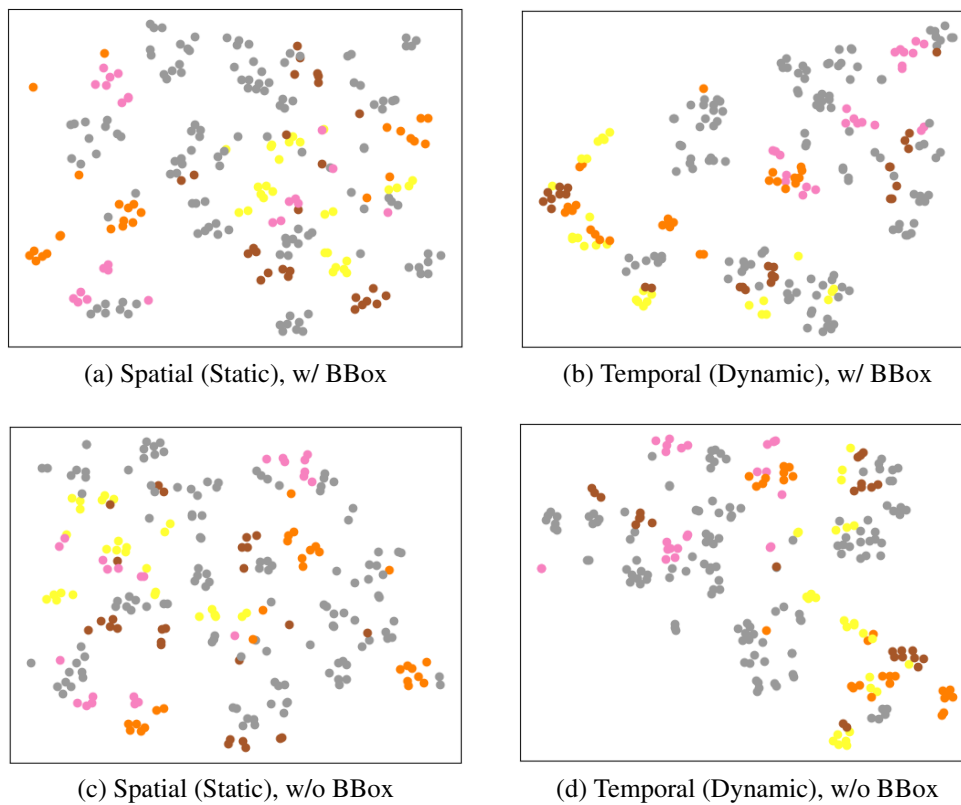 (a) Spatial (Static), w/ BBox
(b) Temporal (Dynamic), w/ BBox
(c) Spatial (Static), w/o BBox
(d) Temporal (Dynamic), w/o BBox